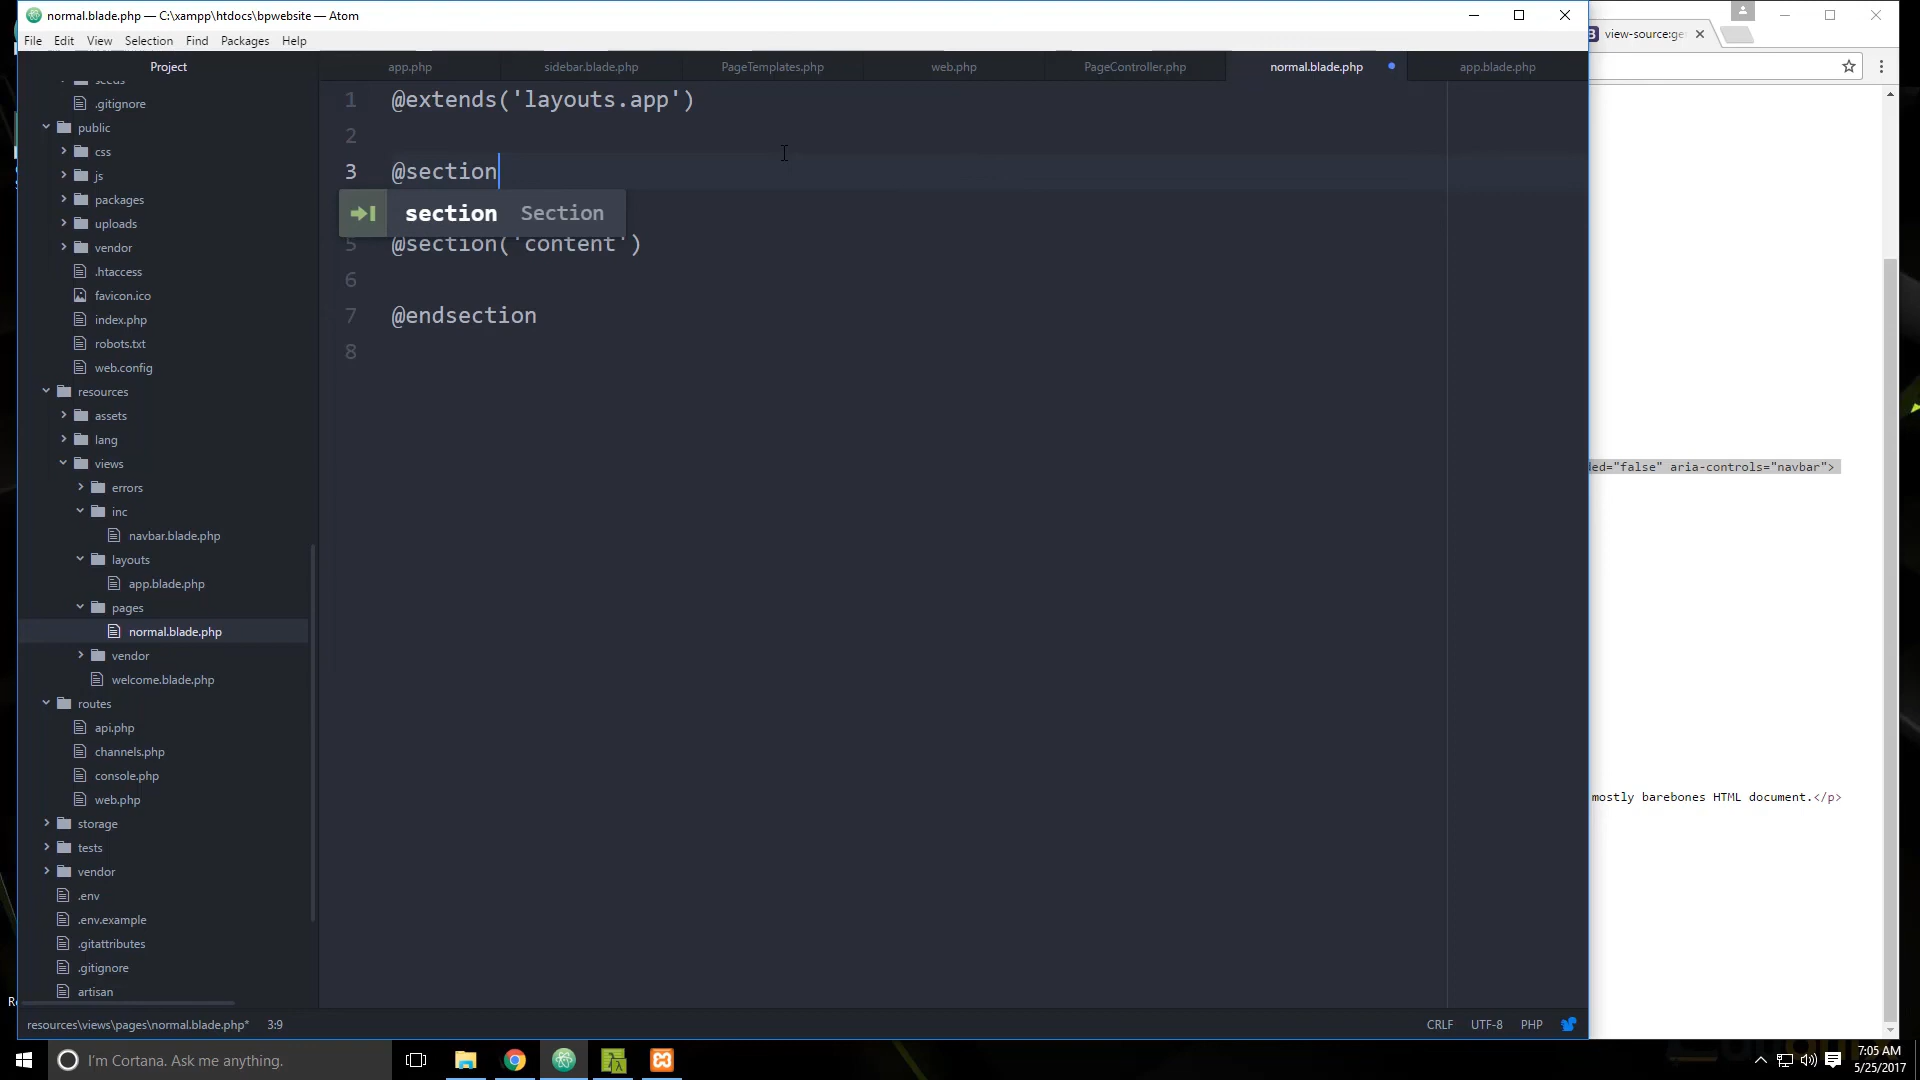 normal.blade.php — C:\xampp\htdocs\bpwebsite — Atom
File Edit View Selection Find Packages Help
view-source:ge
Project
app.php sidebar.blade.php PageTemplates.php web.php PageController.php normal.blade.php app.blade.php
seeds
.gitignore
public
css
js
packages
uploads
vendor
.htaccess
favicon.ico
index.php
robots.txt
web.config
resources
assets
lang
views
errors
inc
navbar.blade.php
layouts
app.blade.php
pages
normal.blade.php
vendor
welcome.blade.php
routes
api.php
channels.php
console.php
web.php
storage
tests
vendor
.env
.env.example
.gitattributes
.gitignore
artisan
1 @extends('layouts.app')
2
3 @section
section Section
5 @section('content')
6
7 @endsection
8
ded="false" aria-controls="navbar">
mostly barebones HTML document.</p>
resources\views\pages\normal.blade.php* 3:9
CRLF UTF-8 PHP
I'm Cortana. Ask me anything.
7:05 AM
5/25/2017